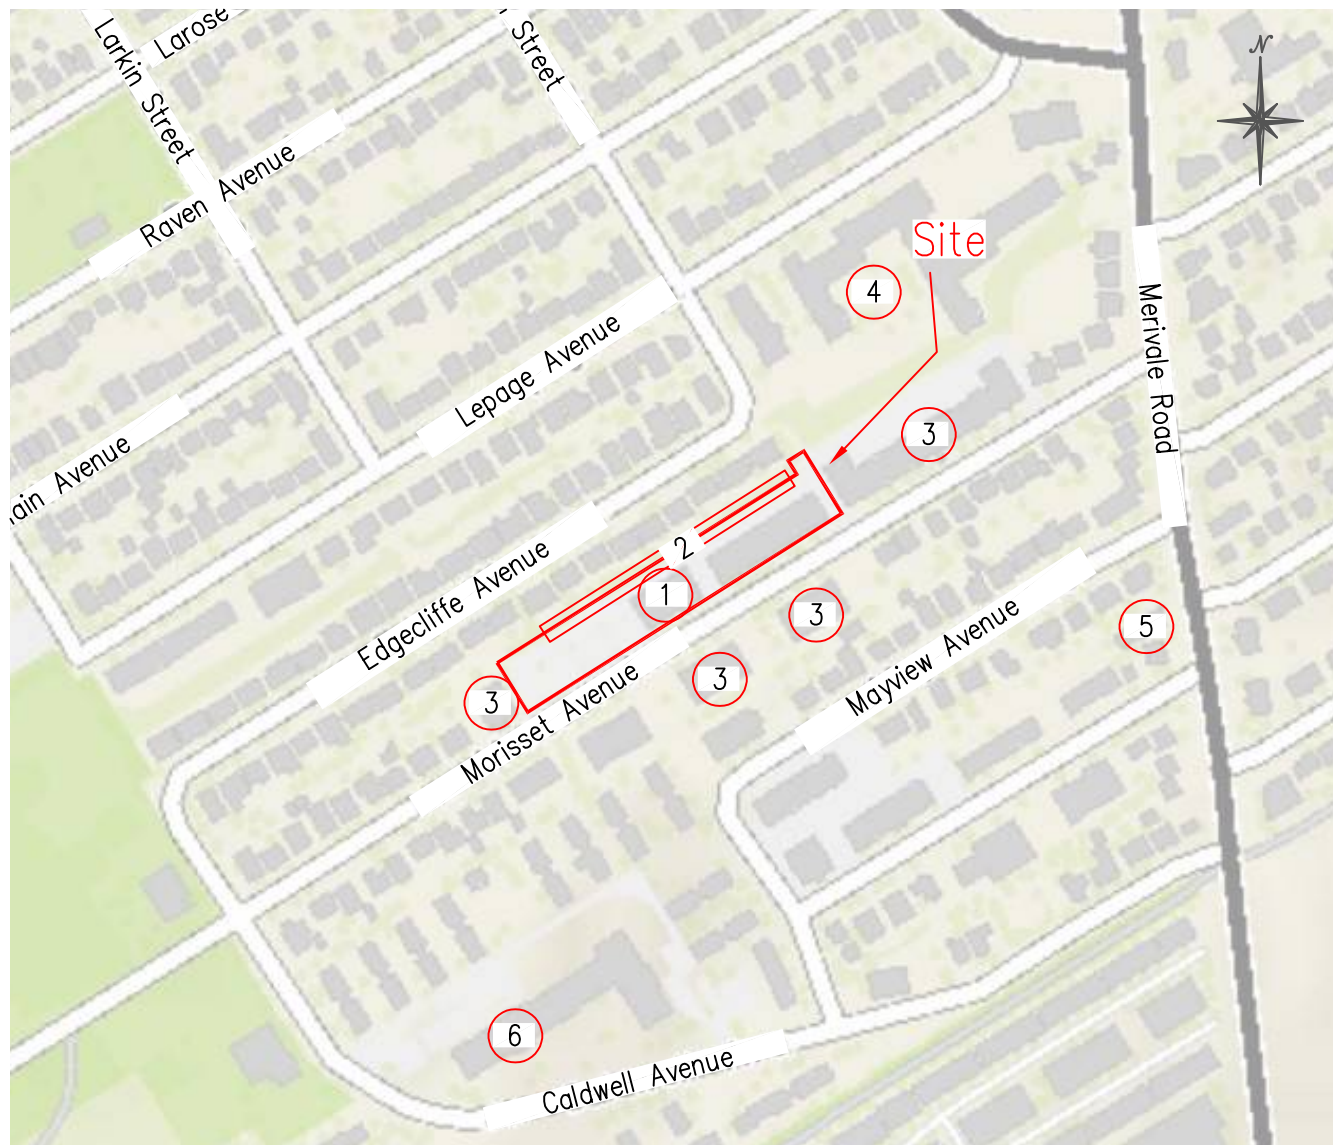 Larose
N
Larkin Street
Street
Raven Avenue
Site
4
Merivale Road
Lepage Avenue
3
Avenue
2
Edgecliffe Avenue
1
3
5
Mayview Avenue
3
3
Morisset Avenue
6
Caldwell Avenue